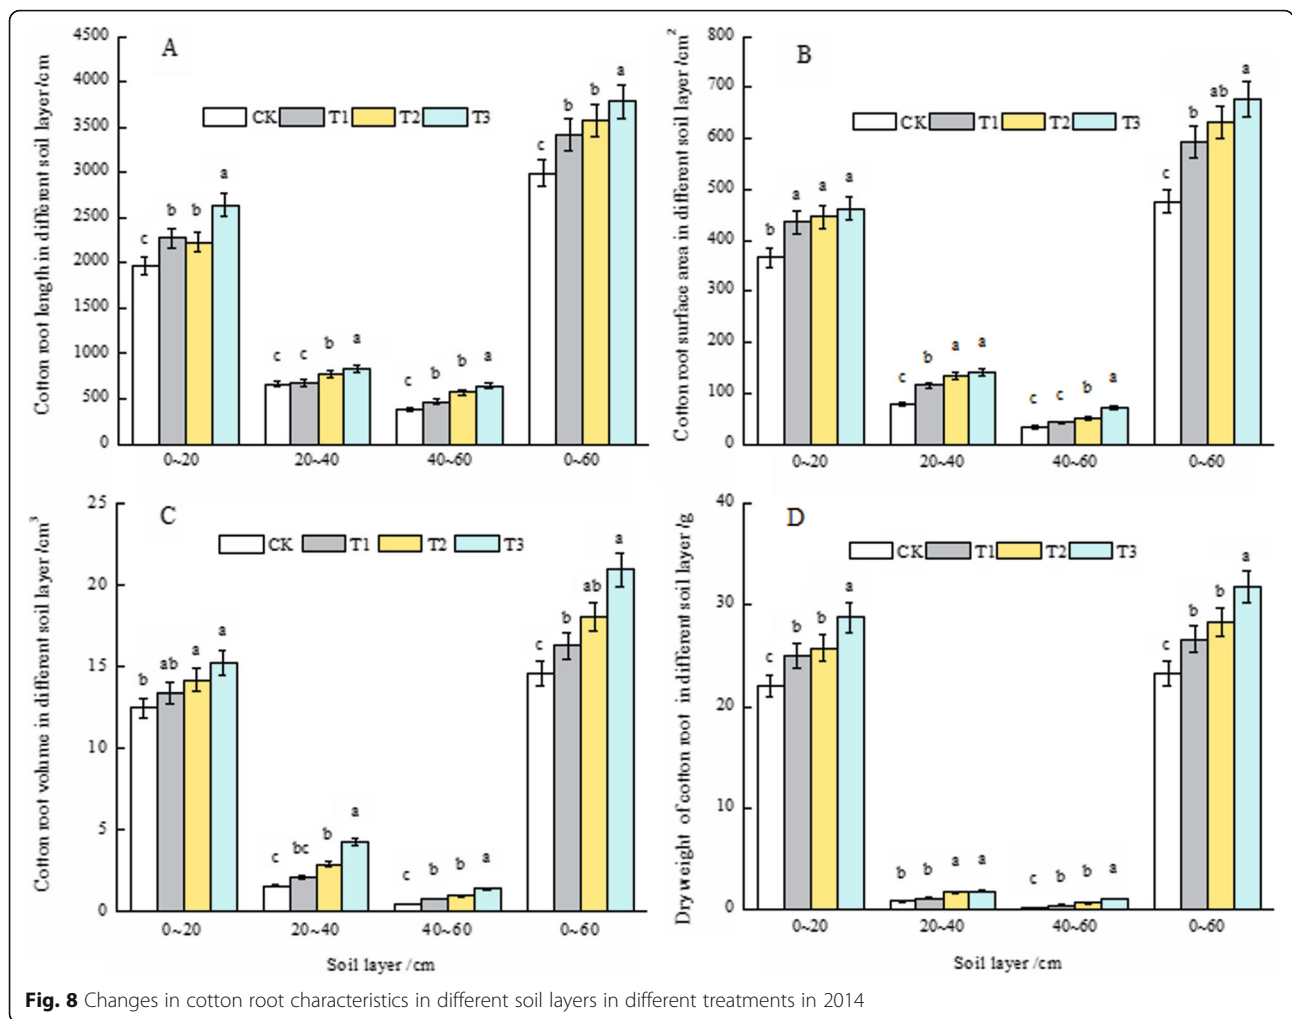 A
Cotton root length in different soil layer /cm
4500
4000
3500
3000
2500
2000
1500
1000
500
0
CK T1 T2 T3
c b b a
c c b a
c b b a
c b b a
0~20 20~40 40~60 0~60
B
Cotton root surface area in different soil layer /cm²
800
700
600
500
400
300
200
100
0
CK T1 T2 T3
b a a a
c b a a
c c b a
c b ab a
0~20 20~40 40~60 0~60
C
Cotton root volume in different soil layer /cm³
25
20
15
10
5
0
CK T1 T2 T3
b ab a a
c bc b a
c b b a
c b ab a
0~20 20~40 40~60 0~60
Soil layer /cm
D
Dry weight of cotton root in different soil layer /g
40
30
20
10
0
CK T1 T2 T3
c b b a
b b a a
c b b a
c b b a
0~20 20~40 40~60 0~60
Soil layer /cm
Fig. 8 Changes in cotton root characteristics in different soil layers in different treatments in 2014